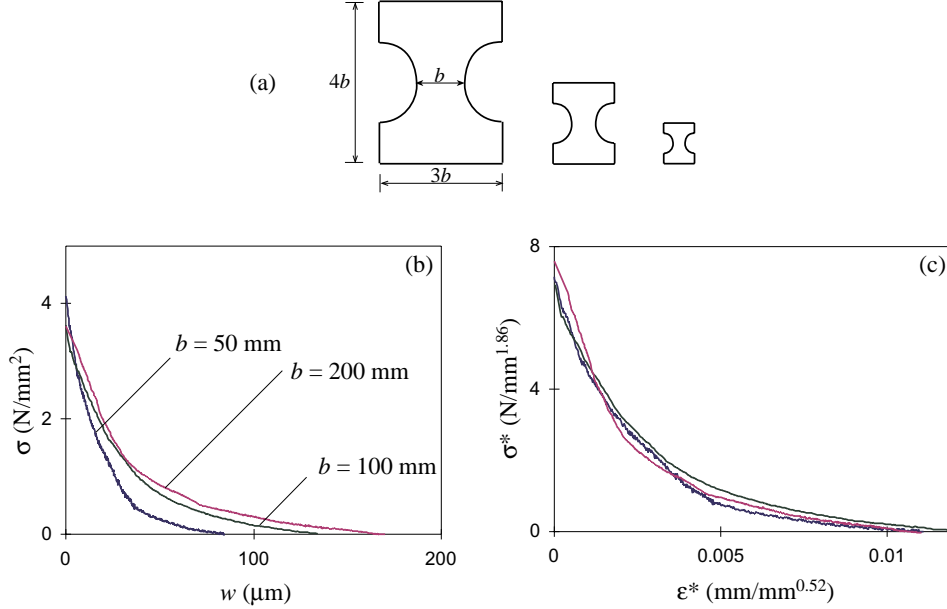 (a)
4b
b
3b
(b)
4
2
0
0
100
200
σ (N/mm²)
w (μm)
b = 50 mm
b = 200 mm
b = 100 mm
(c)
8
4
0
0
0.005
0.01
σ* (N/mm^1.86)
ε* (mm/mm^0.52)